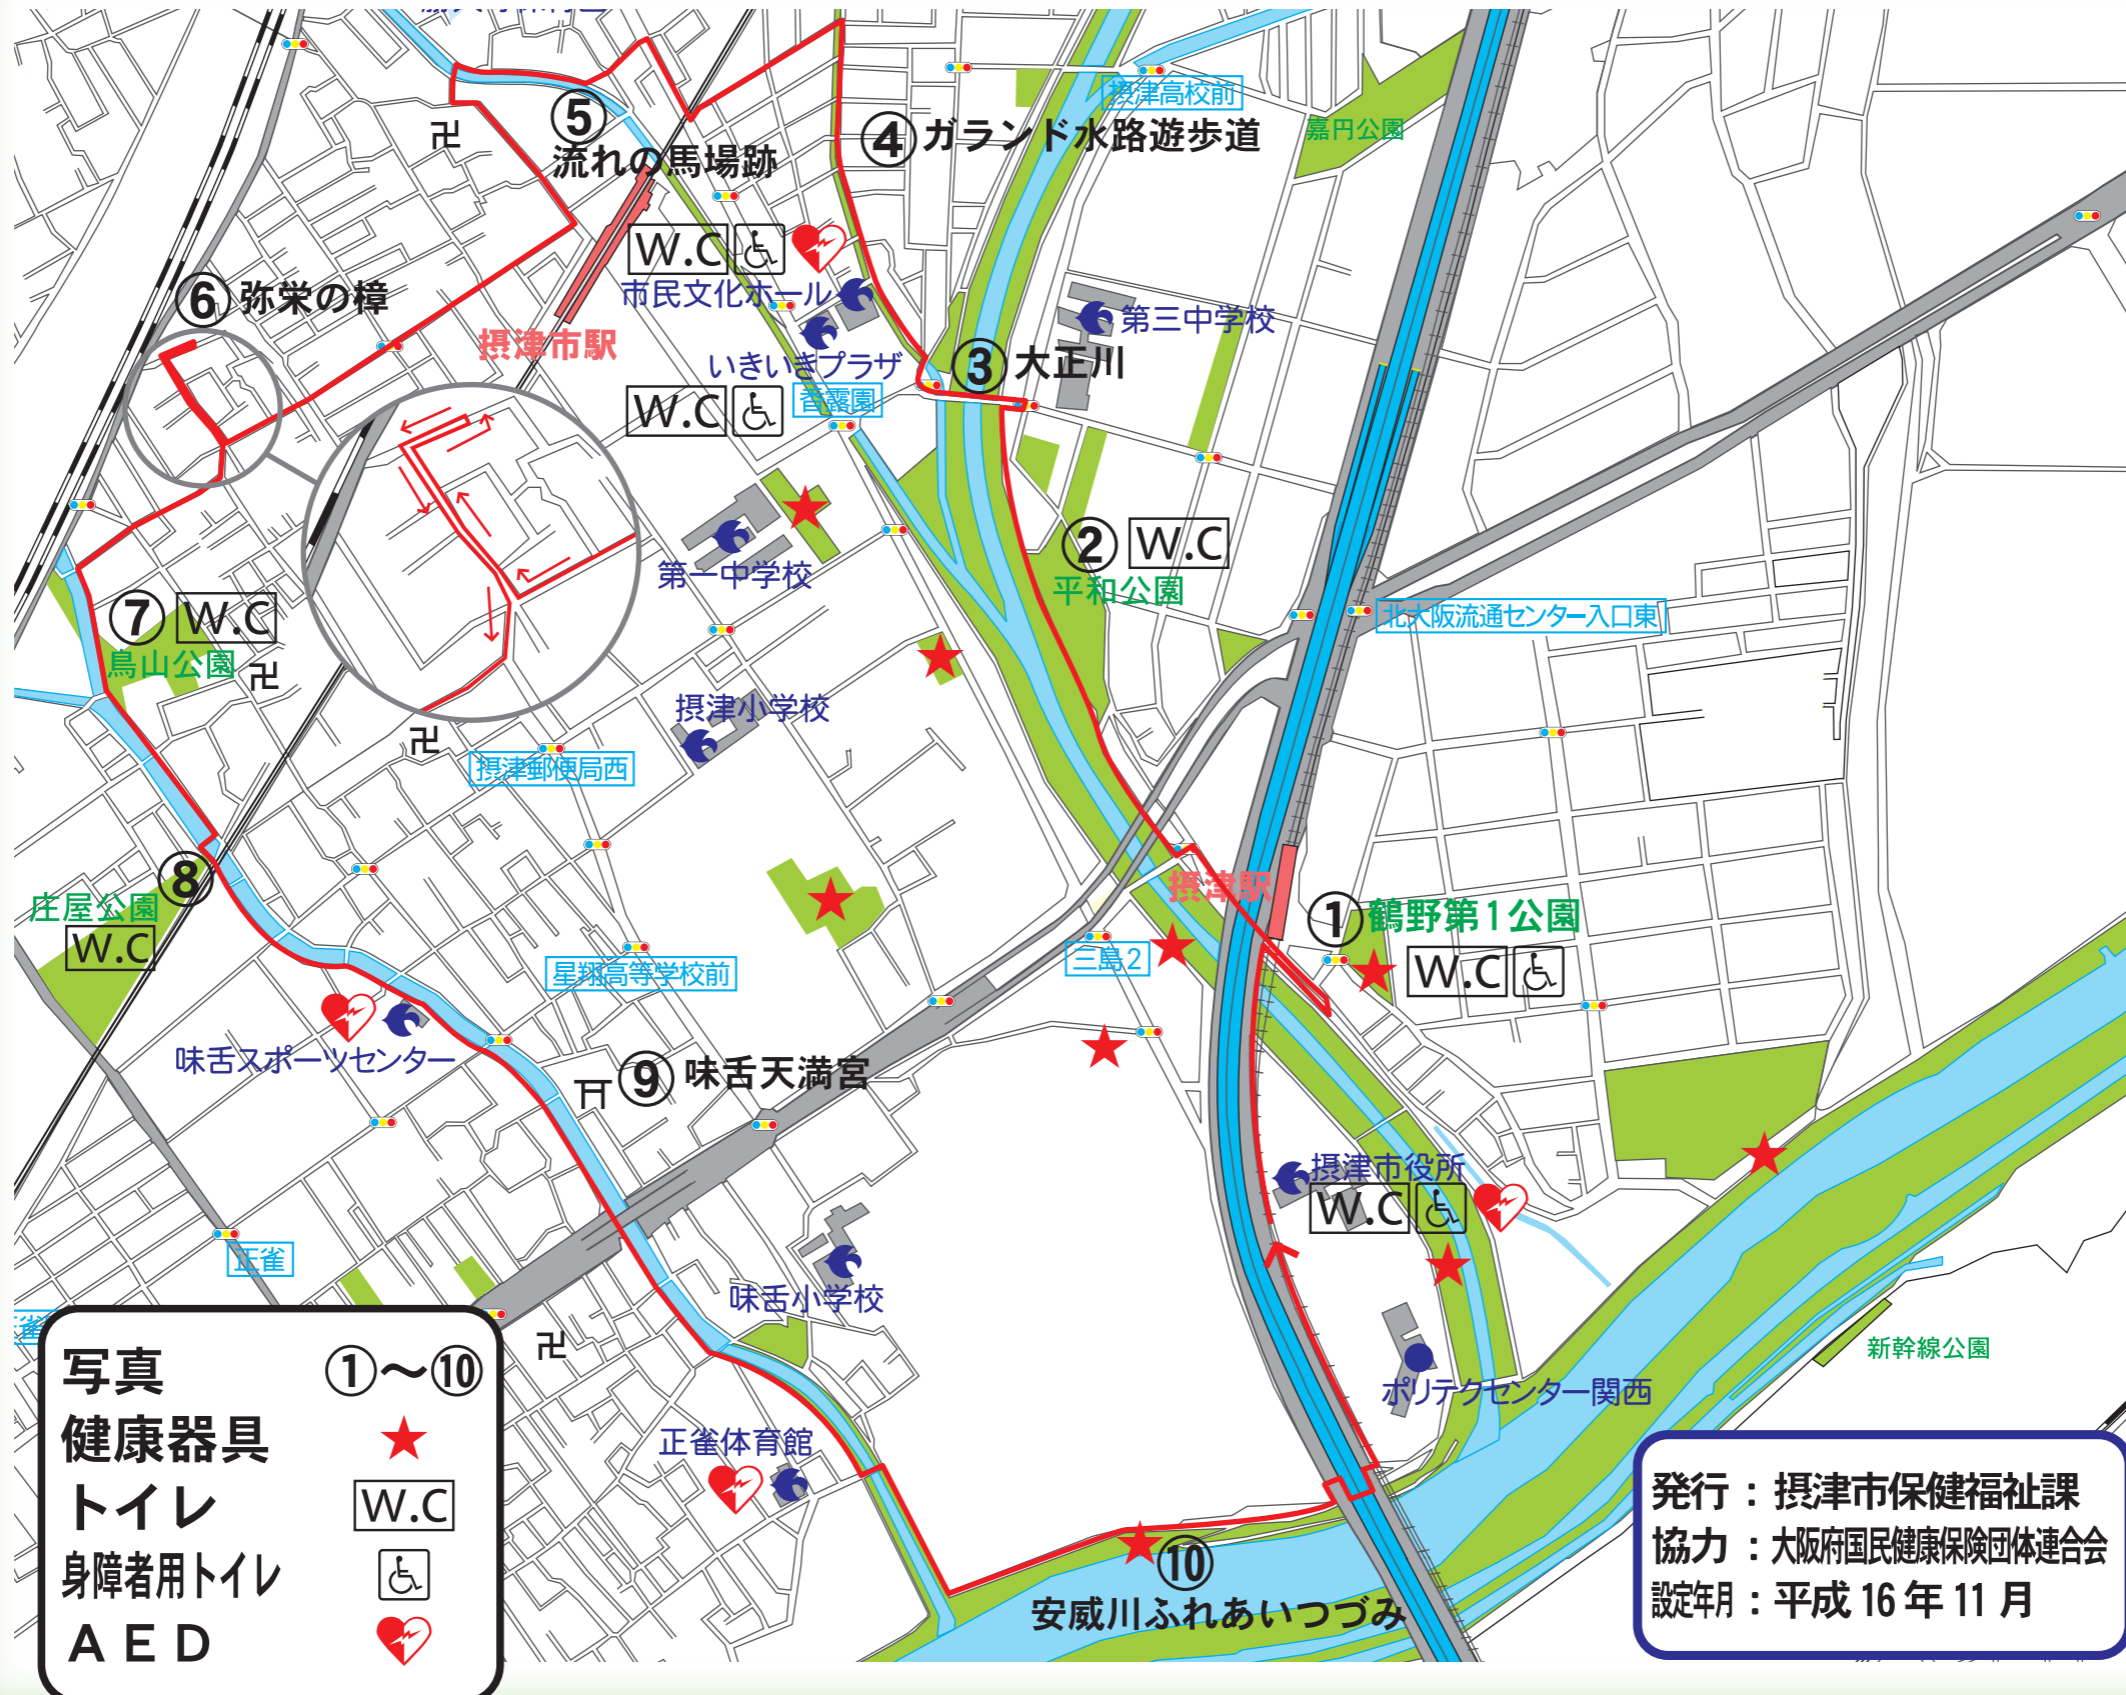 摂津高校前
⑤
流れの馬場跡
④ ガランド水路遊歩道
嘉円公園
W.C
市民文化ホール
⑥ 弥栄の樟
第三中学校
摂津市駅
いきいきプラザ
③ 大正川
W.C
香露園
② W.C
平和公園
第一中学校
北大阪流通センター入口東
⑦ W.C
鳥山公園
摂津小学校
摂津郵便局西
⑧
庄屋公園
W.C
摂津駅
① 鶴野第1公園
W.C
三島2
星翔高等学校前
味舌スポーツセンター
⑨ 味舌天満宮
摂津市役所
W.C
正雀
味舌小学校
新幹線公園
ポリテクセンター関西
正雀体育館
⑩
安威川ふれあいつづみ
写真 ①～⑩
健康器具 ★
トイレ W.C
身障者用トイレ
AED
発行：摂津市保健福祉課
協力：大阪府国民健康保険団体連合会
設定年月：平成16年11月